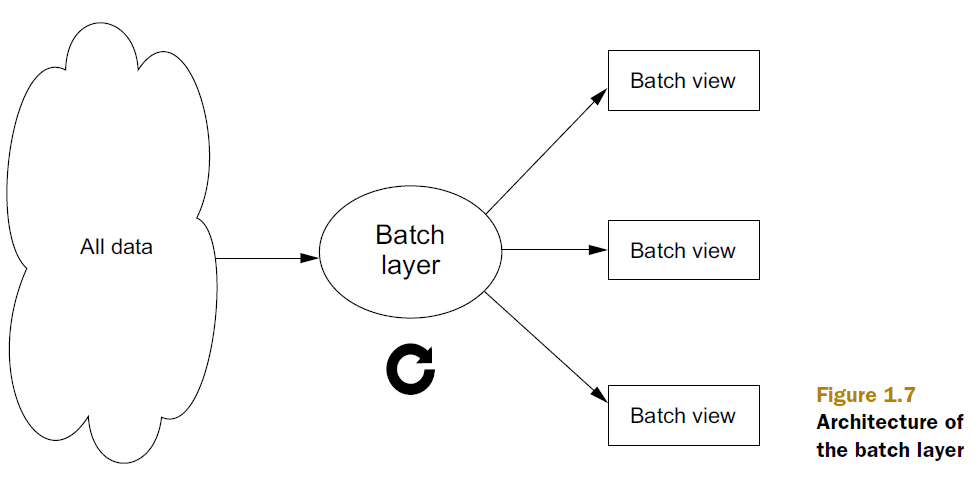 Batch view
All data
Batch
layer
Batch view
Batch view
Figure 1.7
Architecture of
the batch layer